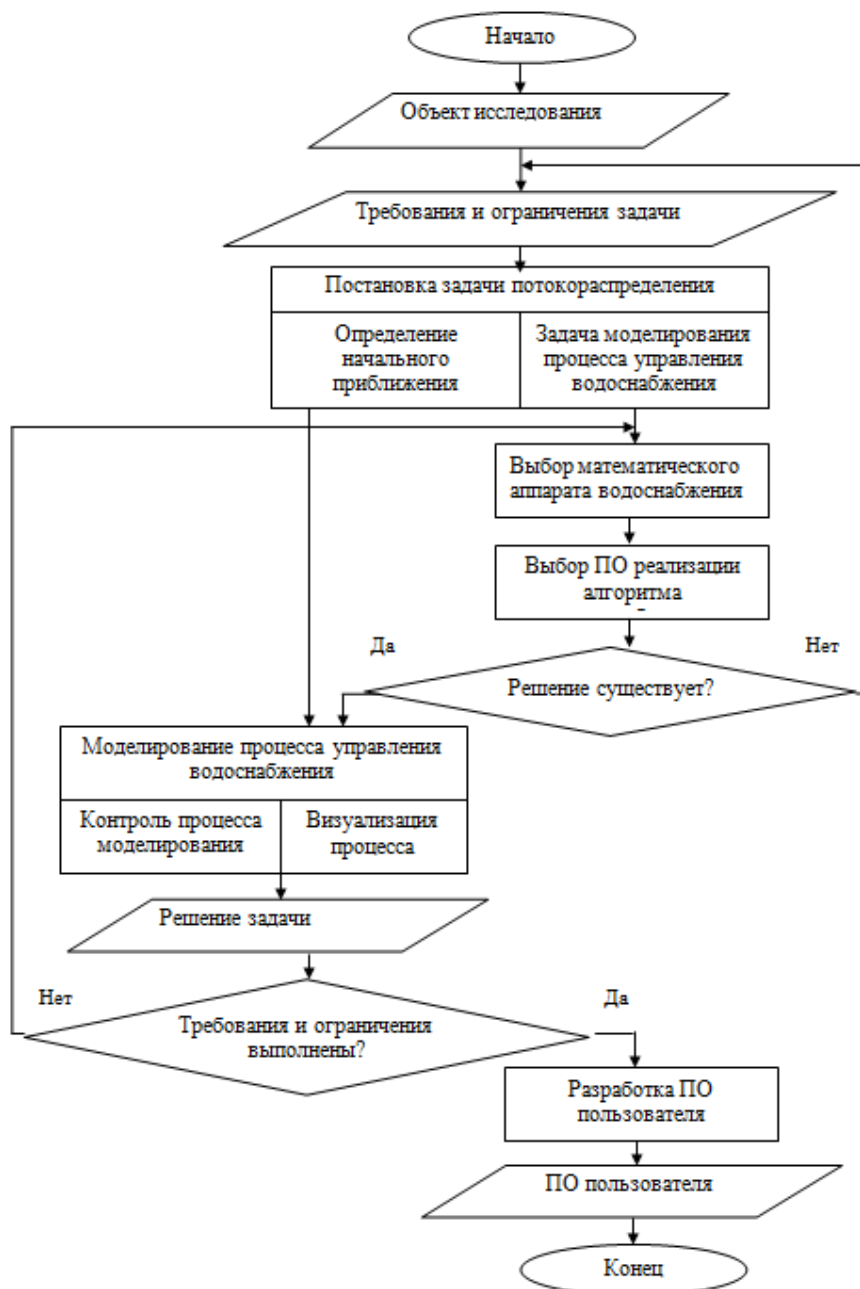 Начало
Объект исследования
Требования и ограничения задачи
Постановка задачи потокораспределения
Определение
начального
приближения
Задача моделирования
процесса управления
водоснабжения
Выбор математического
аппарата водоснабжения
Выбор ПО реализации
алгоритма
Да
Нет
Решение существует?
Моделирование процесса управления
водоснабжения
Контроль процесса
моделирования
Визуализация
процесса
Решение задачи
Нет
Да
Требования и ограничения
выполнены?
Разработка ПО
пользователя
ПО пользователя
Конец